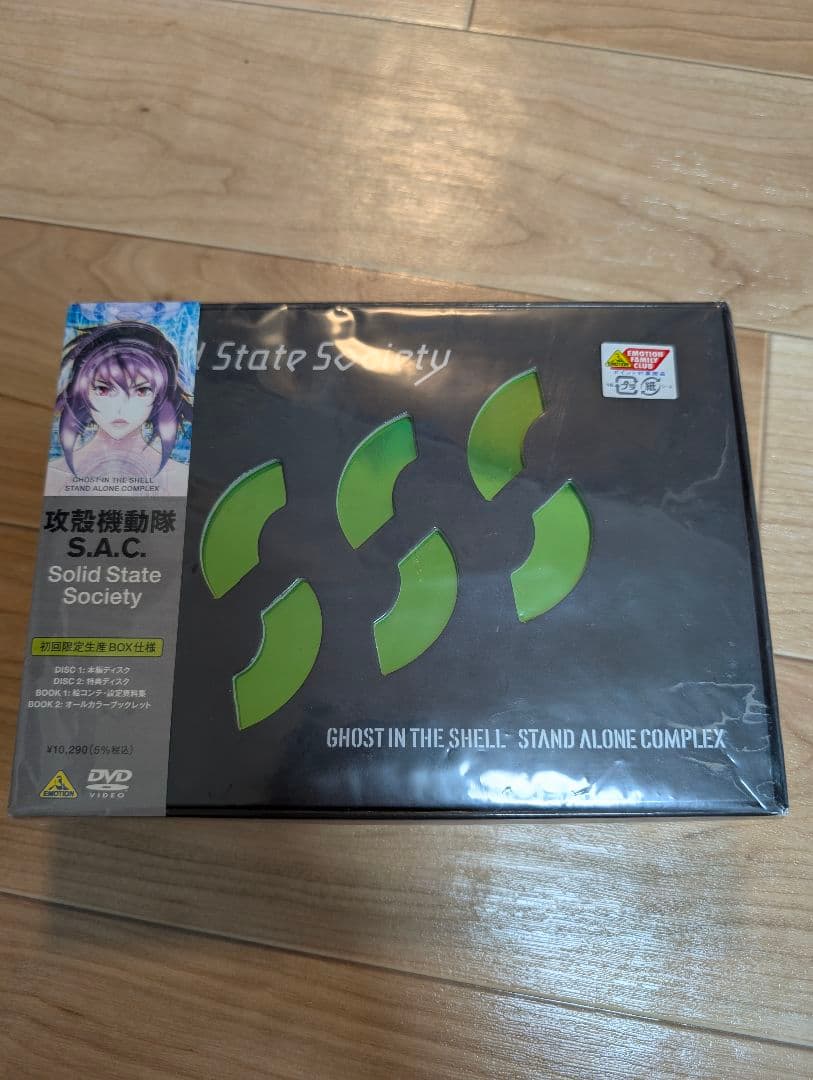 State Society
EMOTION
EMOTION
FAMILY
CLUB
GHOST IN THE SHELL
STAND ALONE COMPLEX
攻殻機動隊
S.A.C.
Solid State
Society
初回限定生産BOX仕様
DISC 1: 本編ディスク
DISC 2: 特典ディスク
BOOK 1: 絵コンテ・設定資料集
BOOK 2: オールカラーブックレット
¥10,290(5%税込)
EMOTION
DVD
VIDEO
GHOST IN THE SHELL STAND ALONE COMPLEX